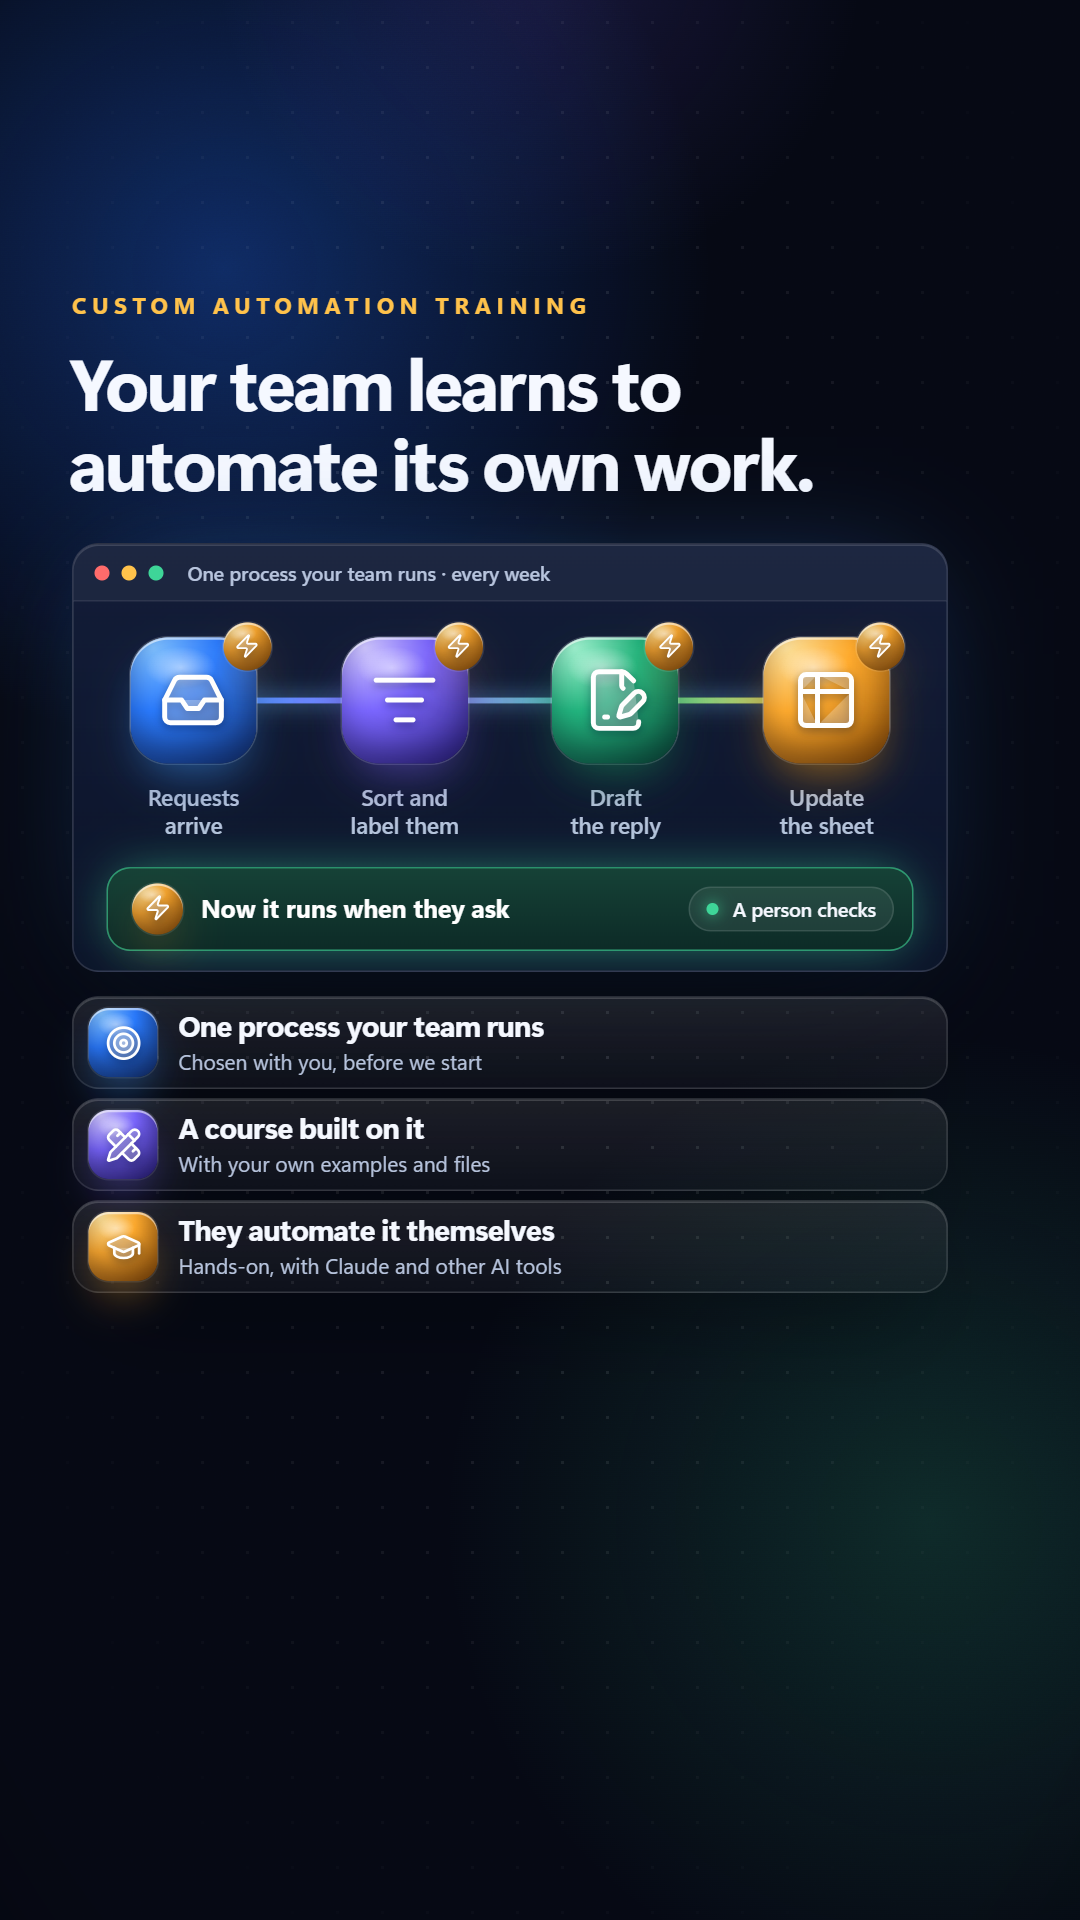 CUSTOM AUTOMATION TRAINING
Your team learns to
automate its own work.
One process your team runs · every week
Requests
arrive
Sort and
label them
Draft
the reply
Update
the sheet
Now it runs when they ask
A person checks
One process your team runs
Chosen with you, before we start
A course built on it
With your own examples and files
They automate it themselves
Hands-on, with Claude and other AI tools